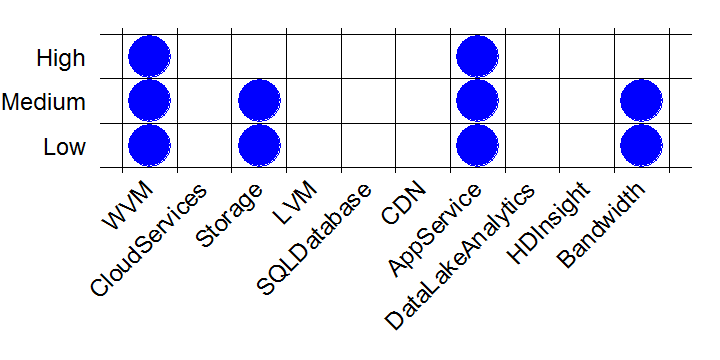 High
Medium
Low
WVM
CloudServices
Storage
LVM
SQLDatabase
CDN
AppService
DataLakeAnalytics
HDInsight
Bandwidth